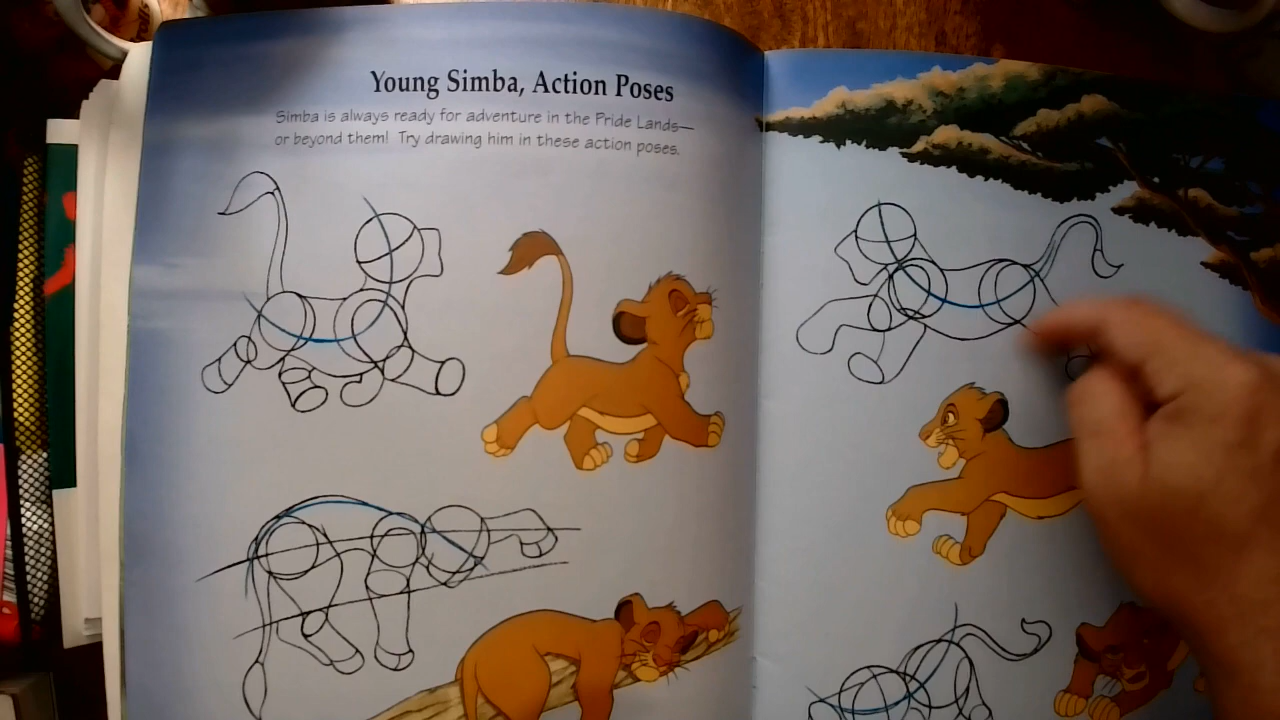 Young Simba, Action Poses
Simba is always ready for adventure in the Pride Lands—
or beyond them! Try drawing him in these action poses.